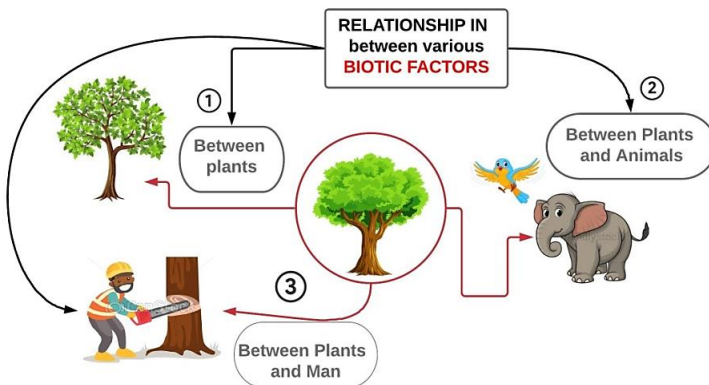 RELATIONSHIP IN
between various
BIOTIC FACTORS
1
2
Between
plants
Between Plants
and Animals
3
Between Plants
and Man